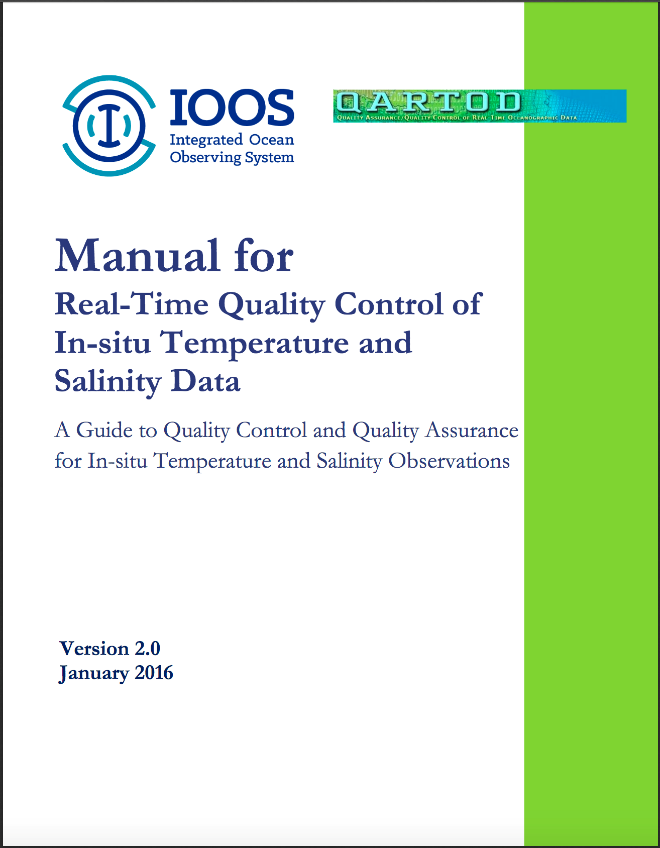 IOOS
Integrated Ocean
Observing System
QARTOD
Quality Assurance/Quality Control of Real Time Oceanographic Data
Manual for
Real-Time Quality Control of
In-situ Temperature and
Salinity Data
A Guide to Quality Control and Quality Assurance
for In-situ Temperature and Salinity Observations
Version 2.0
January 2016